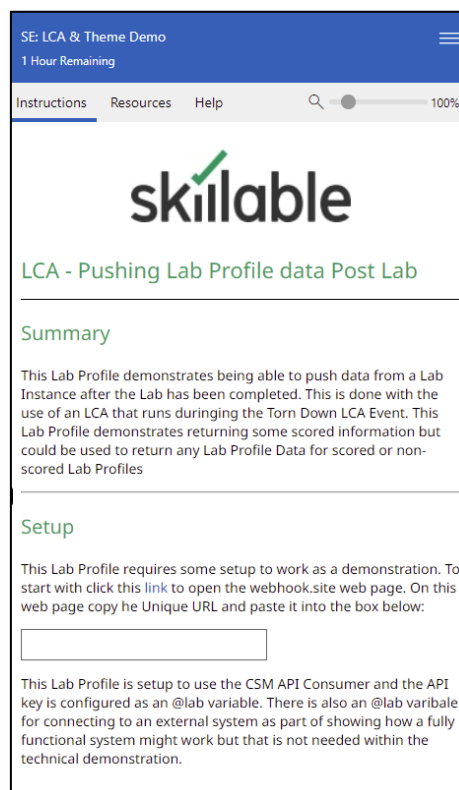 SE: LCA & Theme Demo
1 Hour Remaining
Instructions Resources Help 100%
skillable
LCA - Pushing Lab Profile data Post Lab
Summary
This Lab Profile demonstrates being able to push data from a Lab
Instance after the Lab has been completed. This is done with the
use of an LCA that runs duringing the Torn Down LCA Event. This
Lab Profile demonstrates returning some scored information but
could be used to return any Lab Profile Data for scored or non-
scored Lab Profiles
Setup
This Lab Profile requires some setup to work as a demonstration. To
start with click this link to open the webhook.site web page. On this
web page copy he Unique URL and paste it into the box below:
This Lab Profile is setup to use the CSM API Consumer and the API
key is configured as an @lab variable. There is also an @lab varibale
for connecting to an external system as part of showing how a fully
functional system might work but that is not needed within the
technical demonstration.